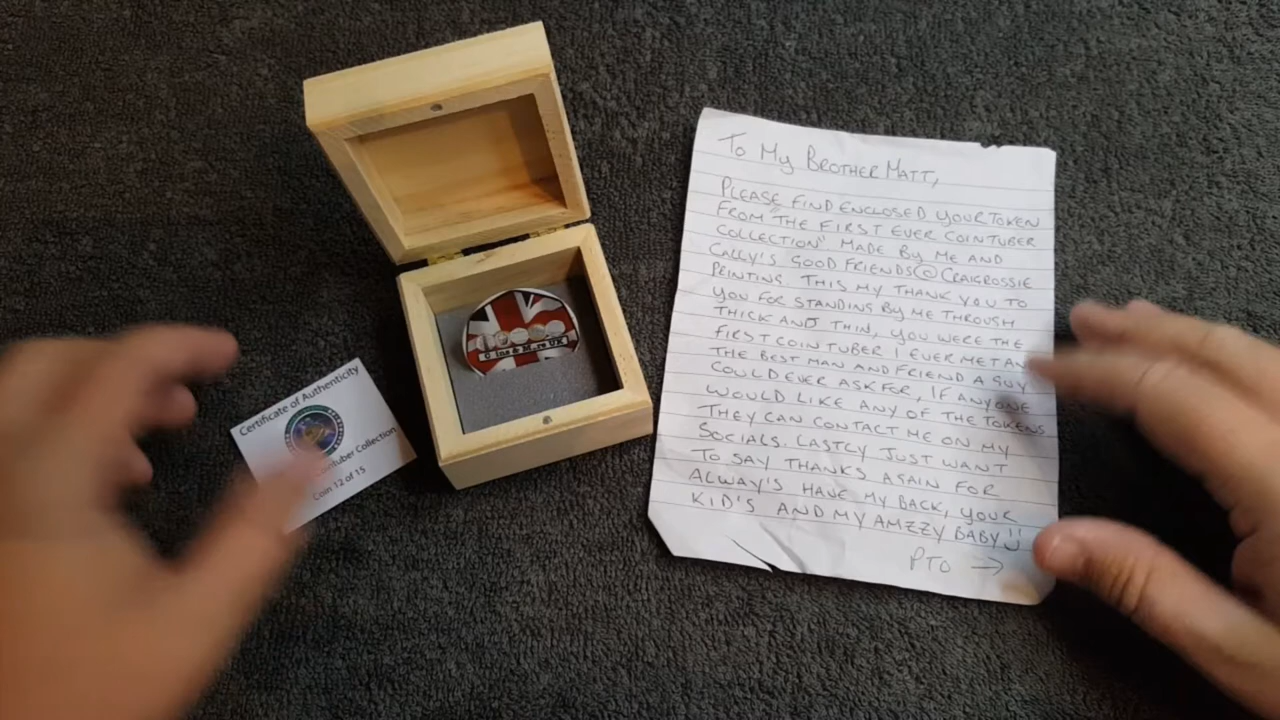 To My Brother Matt,
Please find enclosed your token
from "the first ever cointuber
collection" made by me and
Cally's good friends @ Craigrossie
Printing. This my thank you to
you for standing by me through
thick and thin, you were the
first cointuber I ever met an
the best man and friend a guy
could ever ask for, if anyone
would like any of the tokens
they can contact me on my
socials. Lastly just want
to say thanks again for
alway's have my back, your
kid's and my Amzzy baby!!
PTO →
Certificate of Authenticity
Cointuber Collection
Coin 12 of 15